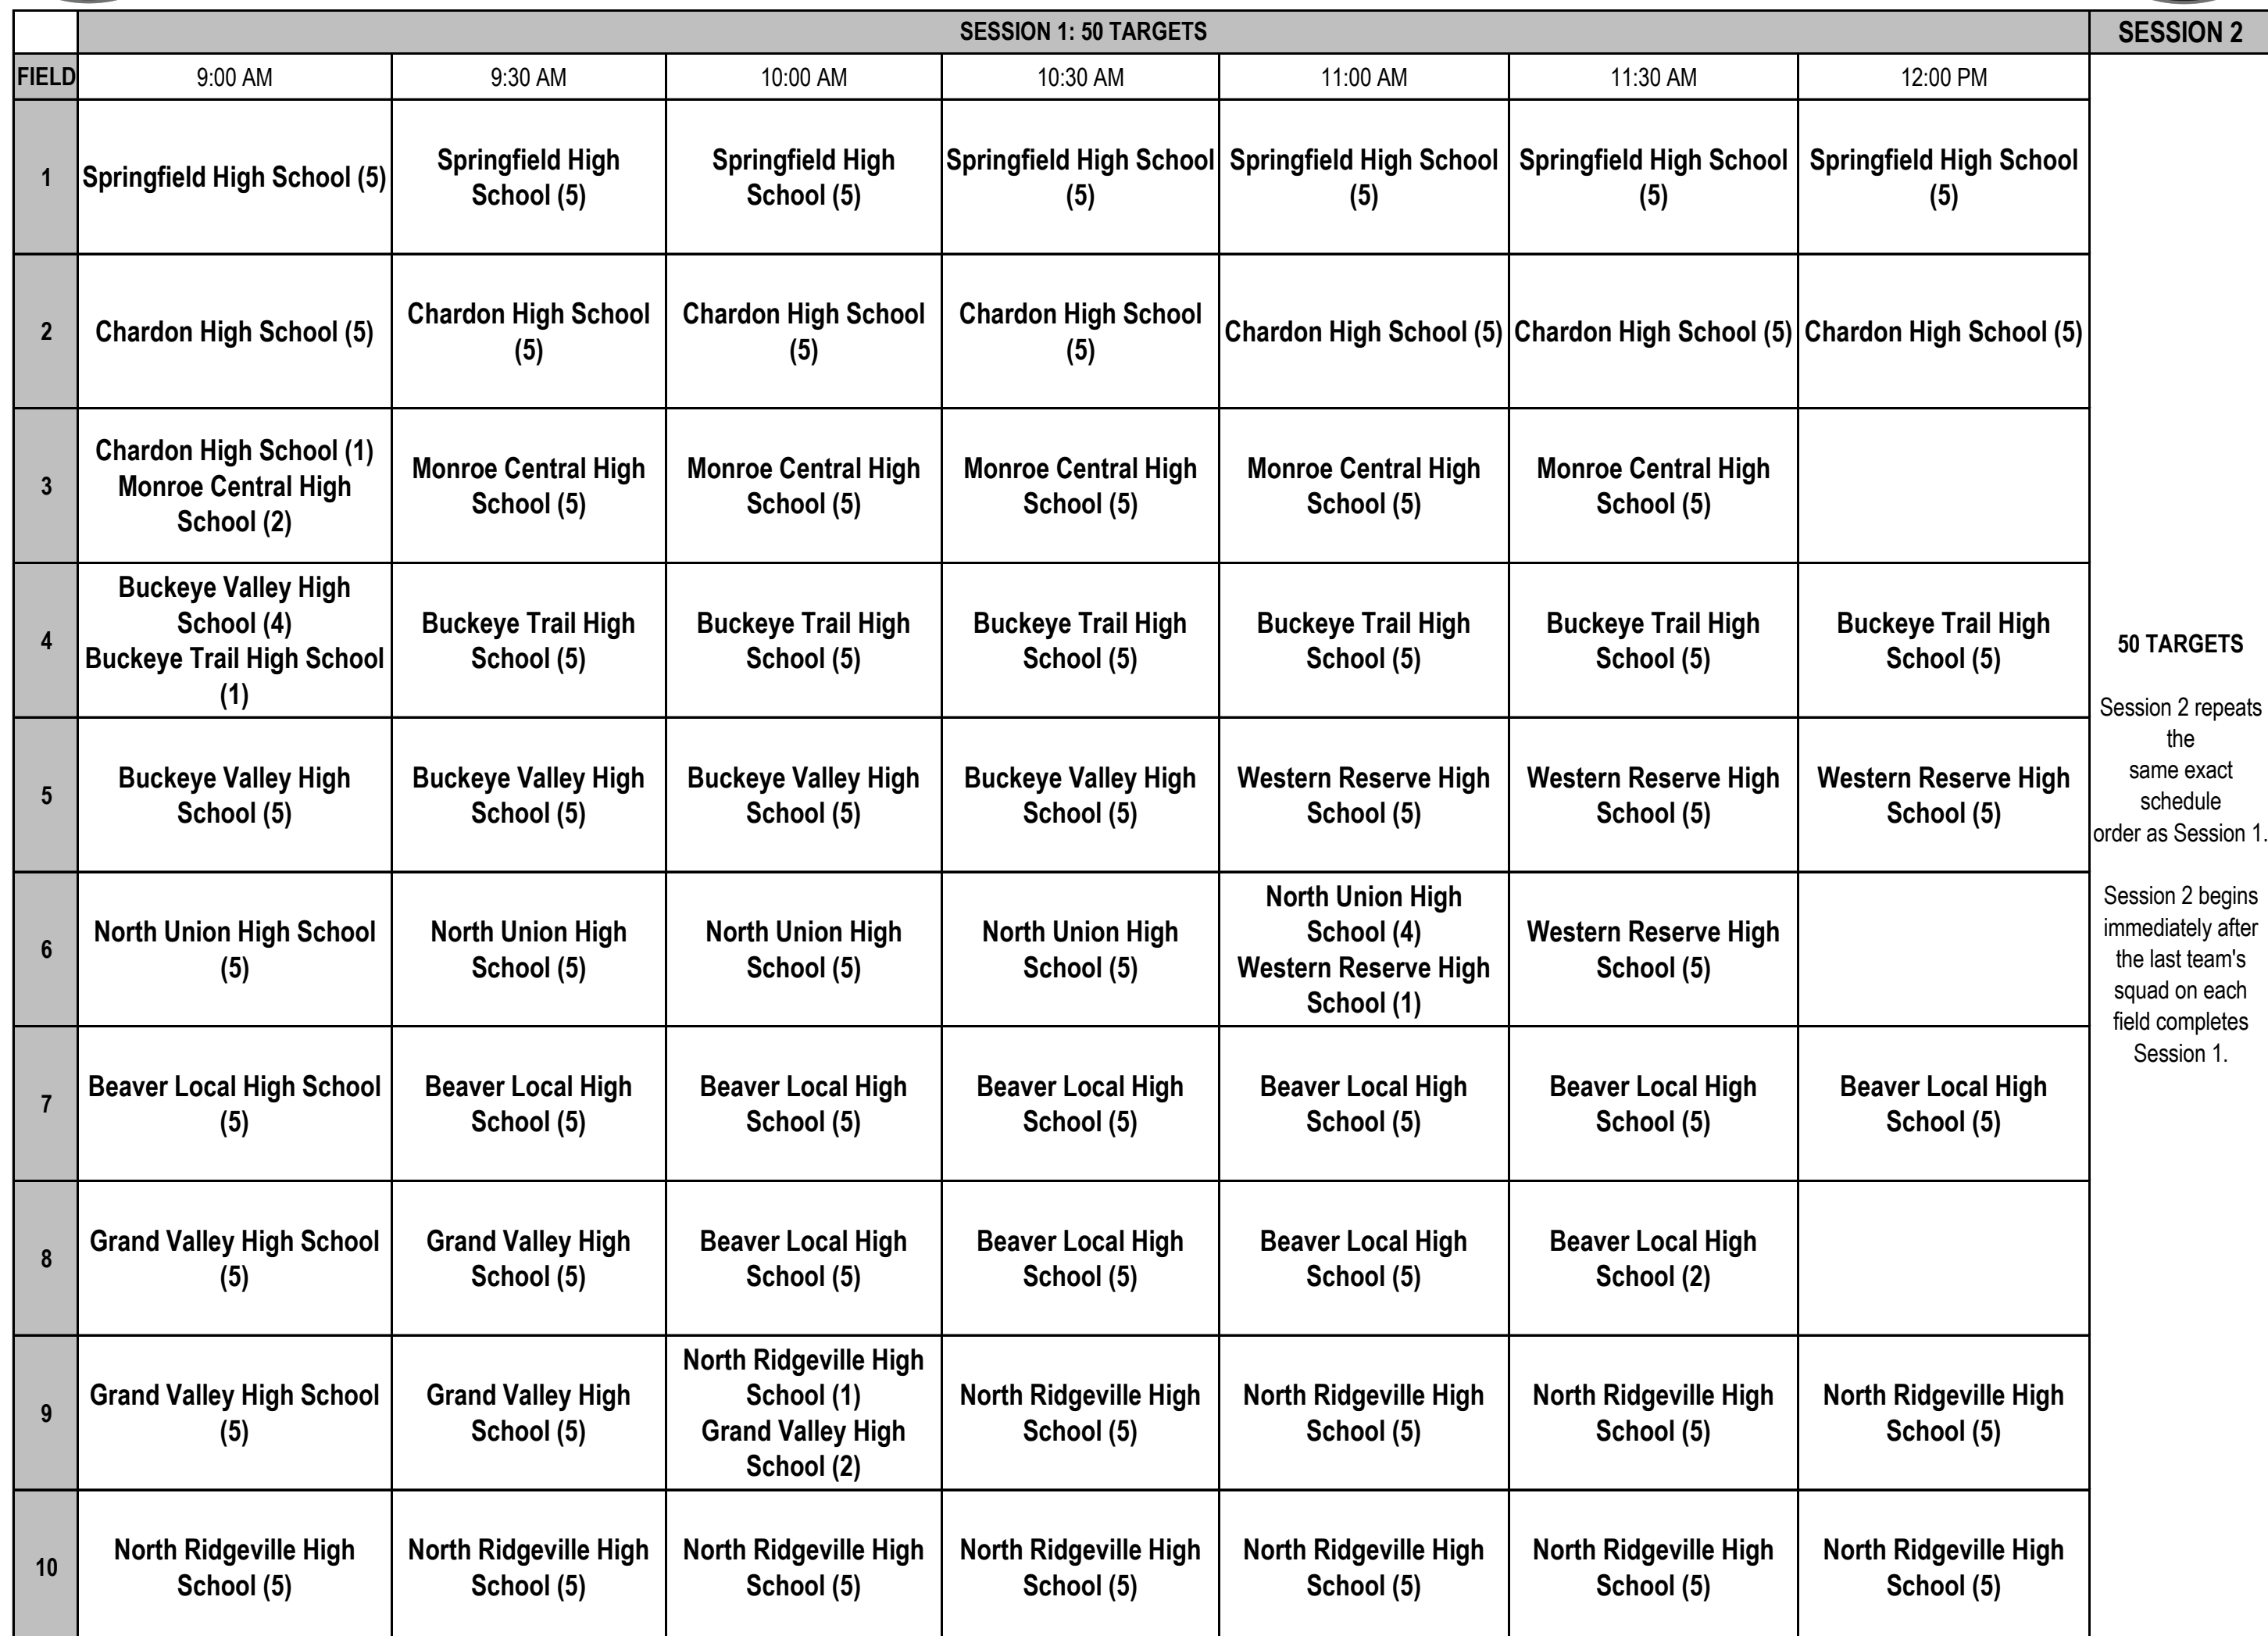 SESSION 1: 50 TARGETS
SESSION 2
FIELD
9:00 AM
9:30 AM
10:00 AM
10:30 AM
11:00 AM
11:30 AM
12:00 PM
1
Springfield High School (5)
Springfield High
School (5)
Springfield High
School (5)
Springfield High School
(5)
Springfield High School
(5)
Springfield High School
(5)
Springfield High School
(5)
2
Chardon High School (5)
Chardon High School
(5)
Chardon High School
(5)
Chardon High School
(5)
Chardon High School (5)
Chardon High School (5)
Chardon High School (5)
3
Chardon High School (1)
Monroe Central High
School (2)
Monroe Central High
School (5)
Monroe Central High
School (5)
Monroe Central High
School (5)
Monroe Central High
School (5)
Monroe Central High
School (5)
4
Buckeye Valley High
School (4)
Buckeye Trail High School
(1)
Buckeye Trail High
School (5)
Buckeye Trail High
School (5)
Buckeye Trail High
School (5)
Buckeye Trail High
School (5)
Buckeye Trail High
School (5)
Buckeye Trail High
School (5)
5
Buckeye Valley High
School (5)
Buckeye Valley High
School (5)
Buckeye Valley High
School (5)
Buckeye Valley High
School (5)
Western Reserve High
School (5)
Western Reserve High
School (5)
Western Reserve High
School (5)
6
North Union High School
(5)
North Union High
School (5)
North Union High
School (5)
North Union High
School (5)
North Union High
School (4)
Western Reserve High
School (1)
Western Reserve High
School (5)
7
Beaver Local High School
(5)
Beaver Local High
School (5)
Beaver Local High
School (5)
Beaver Local High
School (5)
Beaver Local High
School (5)
Beaver Local High
School (5)
Beaver Local High
School (5)
8
Grand Valley High School
(5)
Grand Valley High
School (5)
Beaver Local High
School (5)
Beaver Local High
School (5)
Beaver Local High
School (5)
Beaver Local High
School (2)
9
Grand Valley High School
(5)
Grand Valley High
School (5)
North Ridgeville High
School (1)
Grand Valley High
School (2)
North Ridgeville High
School (5)
North Ridgeville High
School (5)
North Ridgeville High
School (5)
North Ridgeville High
School (5)
10
North Ridgeville High
School (5)
North Ridgeville High
School (5)
North Ridgeville High
School (5)
North Ridgeville High
School (5)
North Ridgeville High
School (5)
North Ridgeville High
School (5)
North Ridgeville High
School (5)
50 TARGETS
Session 2 repeats
the
same exact
schedule
order as Session 1.
Session 2 begins
immediately after
the last team's
squad on each
field completes
Session 1.